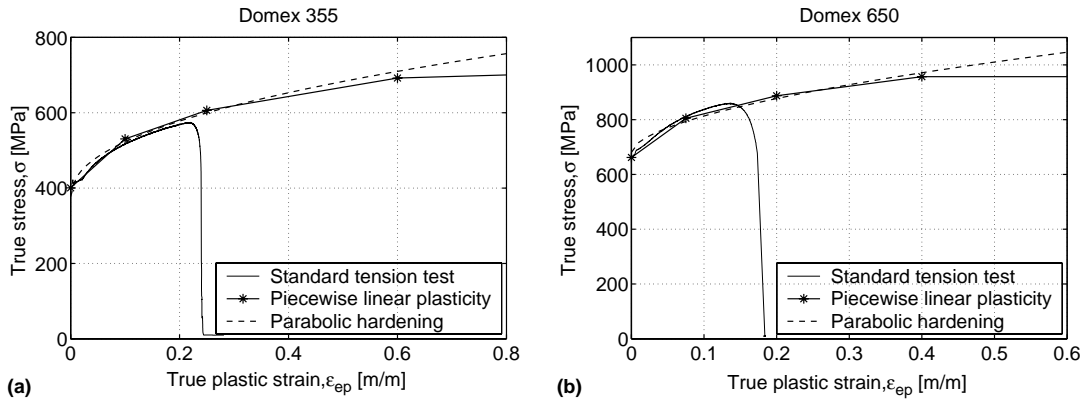 Domex 355
800
600
400
200
0
True stress,σ [MPa]
Standard tension test
Piecewise linear plasticity
Parabolic hardening
0 0.2 0.4 0.6 0.8
True plastic strain,εep [m/m]
(a)
Domex 650
1000
800
600
400
200
0
True stress,σ [MPa]
Standard tension test
Piecewise linear plasticity
Parabolic hardening
0 0.1 0.2 0.3 0.4 0.5 0.6
True plastic strain,εep [m/m]
(b)